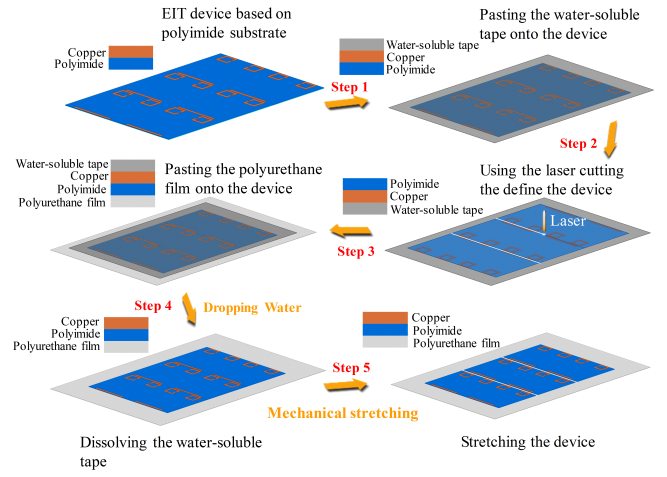 EIT device based on
polyimide substrate
Copper
Polyimide
Step 1
Pasting the water-soluble
tape onto the device
Water-soluble tape
Copper
Polyimide
Step 2
Using the laser cutting
the define the device
Polyimide
Copper
Water-soluble tape
Laser
Step 3
Pasting the polyurethane
film onto the device
Water-soluble tape
Copper
Polyimide
Polyurethane film
Step 4
Dropping Water
Copper
Polyimide
Polyurethane film
Dissolving the water-soluble
tape
Step 5
Mechanical stretching
Copper
Polyimide
Polyurethane film
Stretching the device